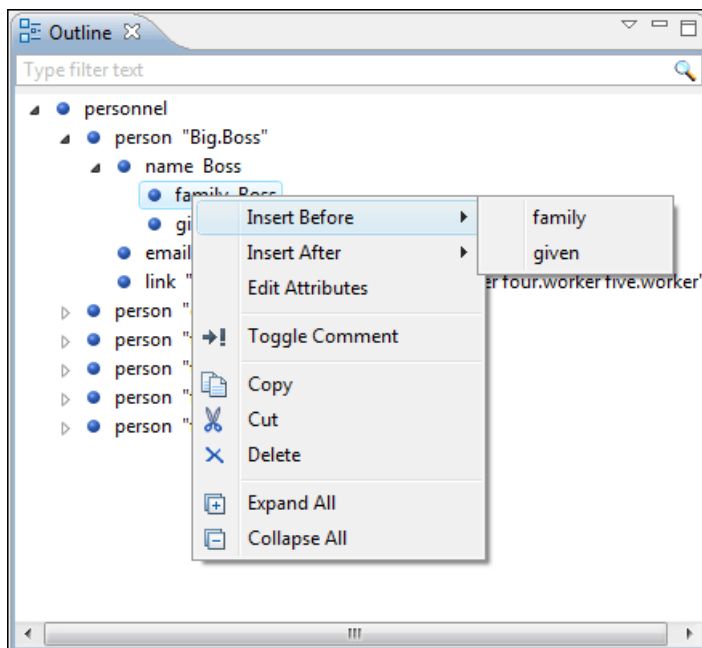 Outline
Type filter text
personnel
person "Big.Boss"
name Boss
family Boss
Insert Before
family
Insert After
given
email
link "
er four.worker five.worker"
Edit Attributes
person "
person "
Toggle Comment
person "
person "
Copy
person "
Cut
Delete
Expand All
Collapse All